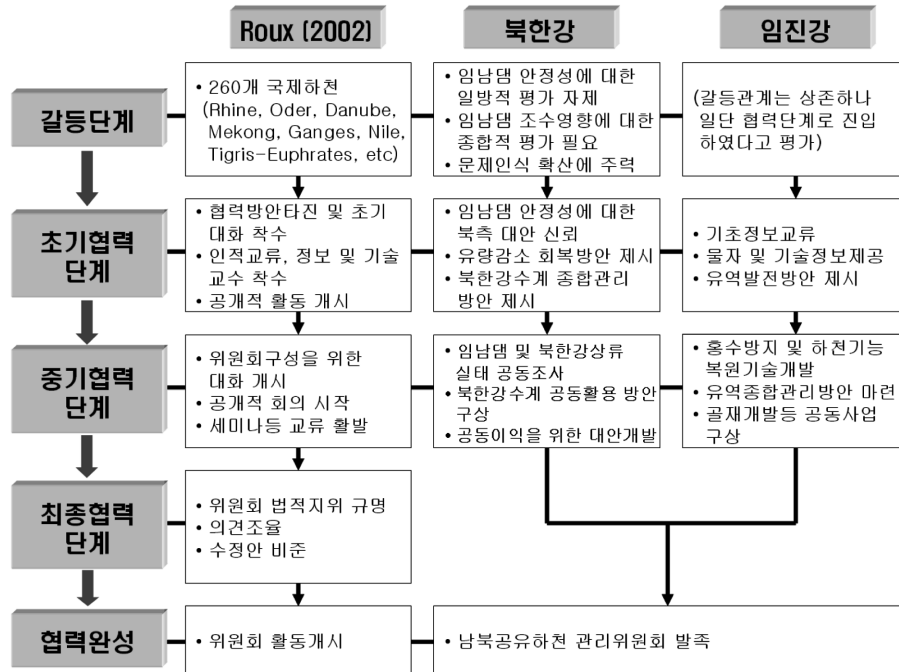 Roux (2002)
북한강
임진강
갈등단계
• 260개 국제하천
(Rhine, Oder, Danube,
Mekong, Ganges, Nile,
Tigris-Euphrates, etc)
• 임남댐 안정성에 대한
일방적 평가 자제
• 임남댐 조수영향에 대한
종합적 평가 필요
• 문제인식 확산에 주력
(갈등관계는 상존하나
일단 협력단계로 진입
하였다고 평가)
초기협력
단계
• 협력방안타진 및 초기
대화 착수
• 인적교류, 정보 및 기술
교수 착수
• 공개적 활동 개시
• 임남댐 안정성에 대한
북측 대안 신뢰
• 유량감소 회복방안 제시
• 북한강수계 종합관리
방안 제시
• 기초정보교류
• 물자 및 기술정보제공
• 유역발전방안 제시
중기협력
단계
• 위원회구성을 위한
대화 개시
• 공개적 회의 시작
• 세미나등 교류 활발
• 임남댐 및 북한강상류
실태 공동조사
• 북한강수계 공동활용 방안
구상
• 공동이익을 위한 대안개발
• 홍수방지 및 하천기능
복원기술개발
• 유역종합관리방안 마련
• 골재개발등 공동사업
구상
최종협력
단계
• 위원회 법적지위 규명
• 의견조율
• 수정안 비준
협력완성
• 위원회 활동개시
• 남북공유하천 관리위원회 발족